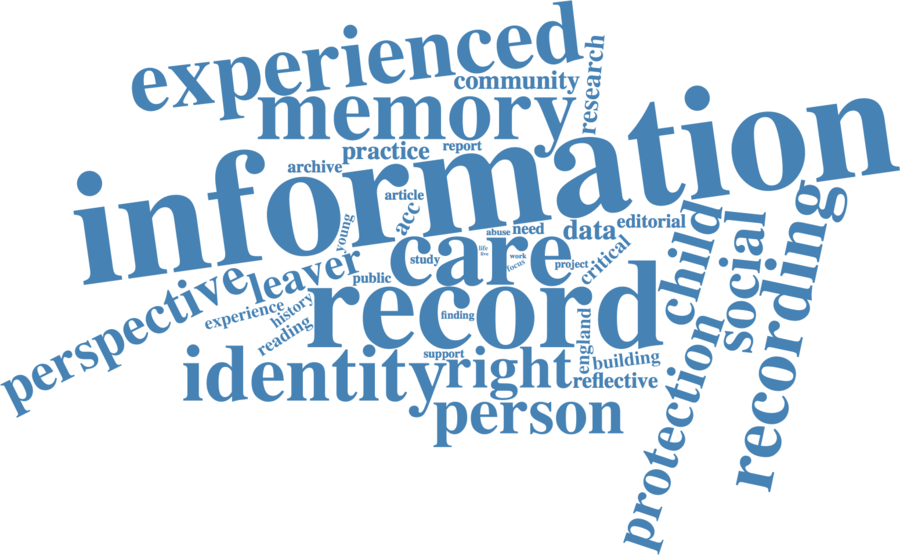 experienced
community
research
memory
information
practice
report
archive
article
acce
young
abuse
need
data
editorial
care
life
live
work
focus
study
project
critical
child
social
recording
leaver
public
perspective
experience
history
reading
record
finding
england
identity
support
right
building
reflective
person
protection